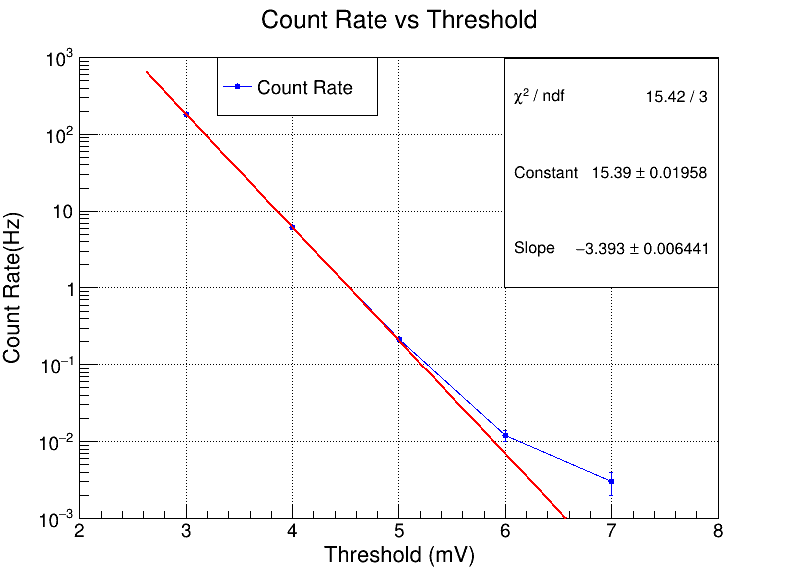 Count Rate vs Threshold
Count Rate
χ² / ndf 15.42 / 3
Constant 15.39 ± 0.01958
Slope −3.393 ± 0.006441
Count Rate(Hz)
10³
10²
10
1
10⁻¹
10⁻²
10⁻³
2 3 4 5 6 7 8
Threshold (mV)